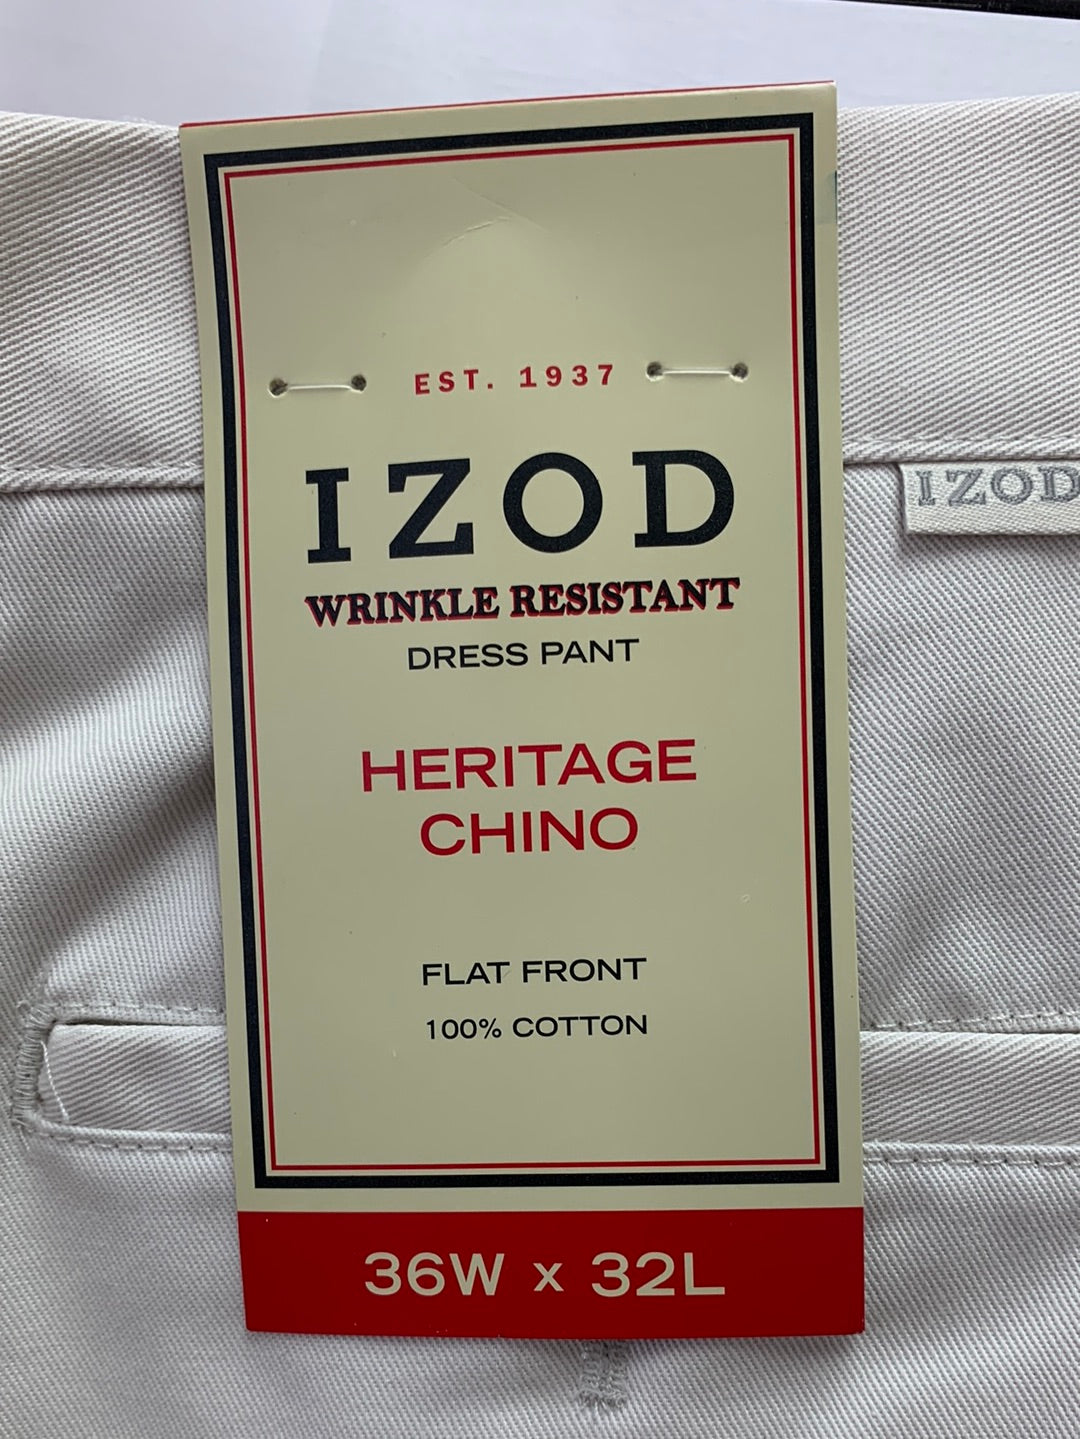 EST. 1937
IZOD
IZOD
WRINKLE RESISTANT
DRESS PANT
HERITAGE
CHINO
FLAT FRONT
100% COTTON
36W x 32L